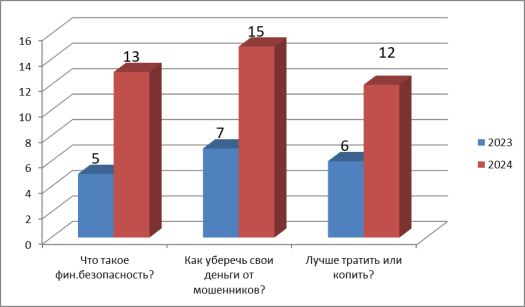 16
14
12
10
8
6
4
2
0
5
13
7
15
6
12
Что такое
фин.безопасность?
Как уберечь свои
деньги от
мошенников?
Лучше тратить или
копить?
2023
2024